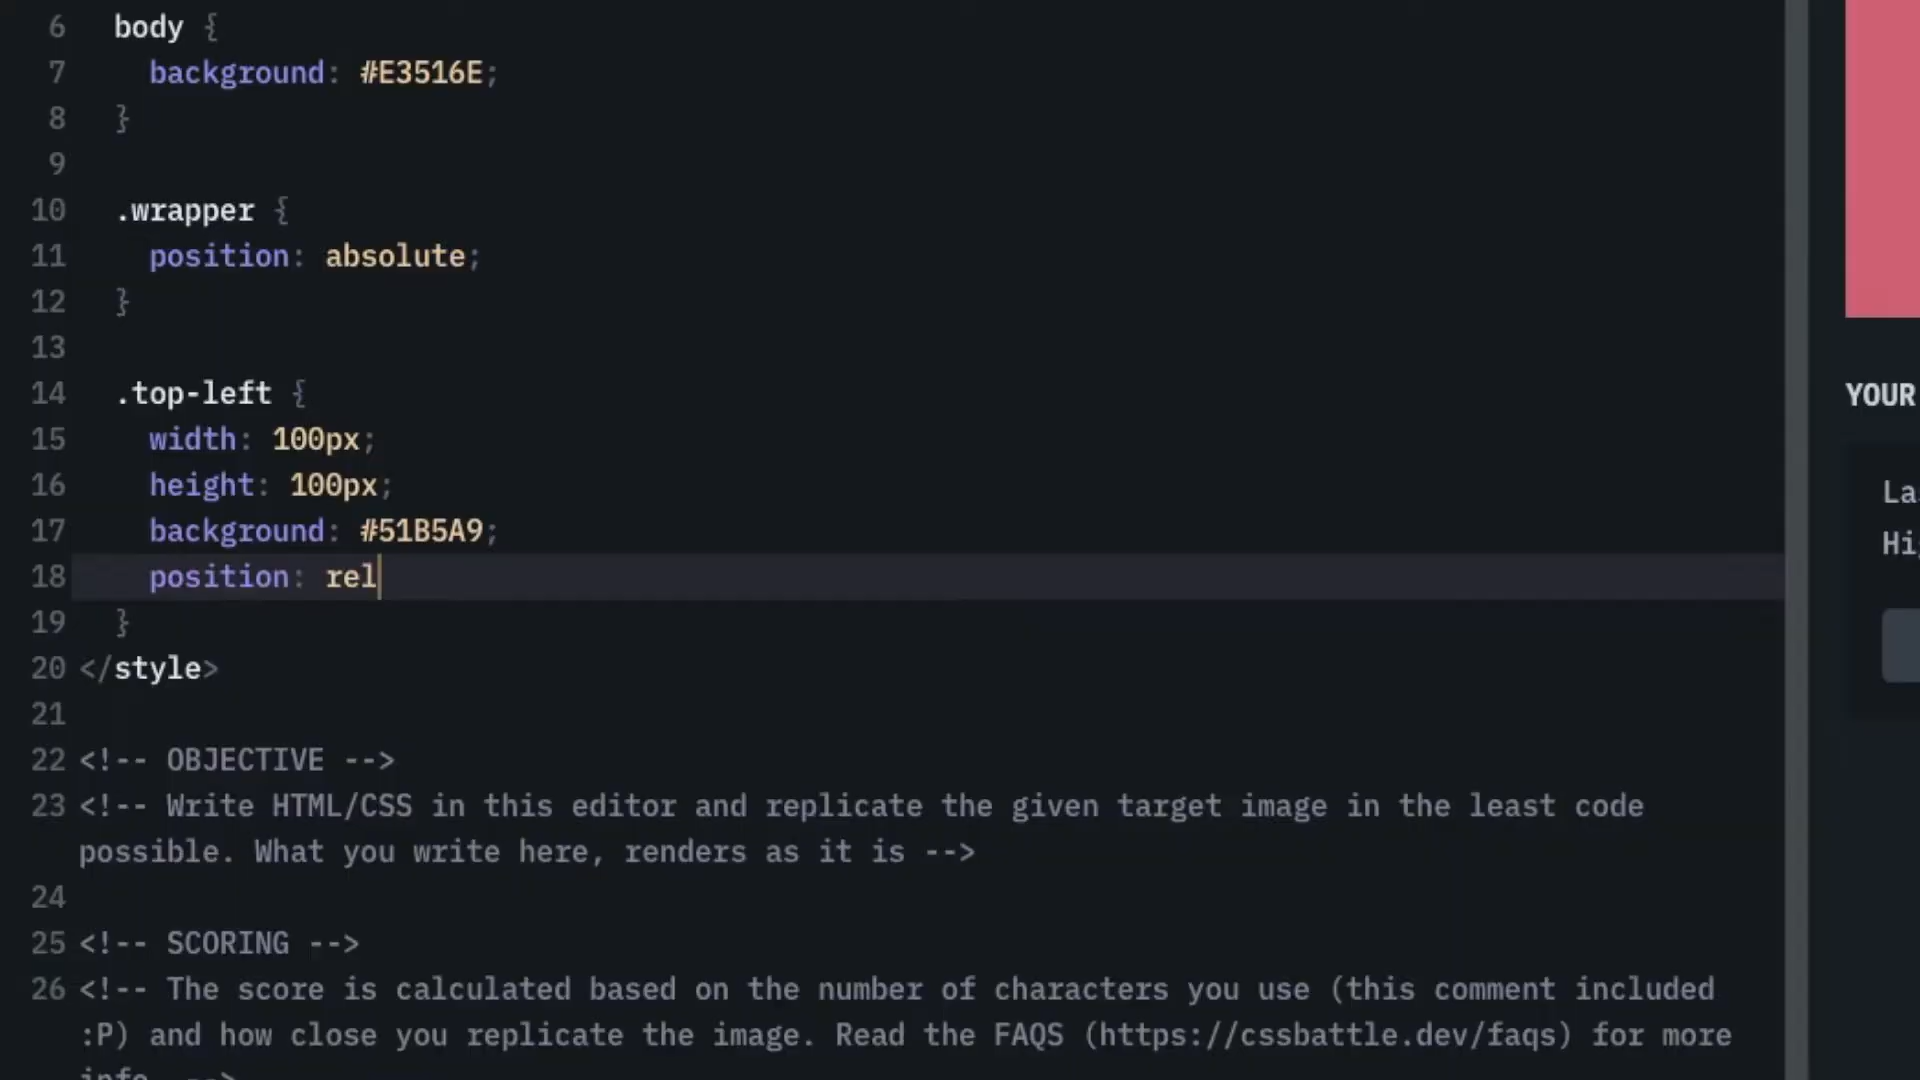 6 body {
7 background: #E3516E;
8 }
9
10 .wrapper {
11 position: absolute;
12 }
13
14 .top-left {
15 width: 100px;
16 height: 100px;
17 background: #51B5A9;
18 position: rel
19 }
20 </style>
21
22 <!-- OBJECTIVE -->
23 <!-- Write HTML/CSS in this editor and replicate the given target image in the least code
possible. What you write here, renders as it is -->
24
25 <!-- SCORING -->
26 <!-- The score is calculated based on the number of characters you use (this comment included
:P) and how close you replicate the image. Read the FAQS (https://cssbattle.dev/faqs) for more
info. -->
YOUR